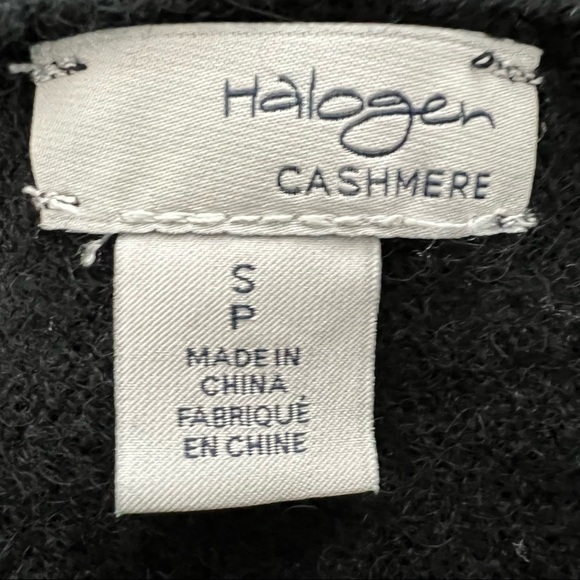 Halogen
CASHMERE
S
P
MADE IN
CHINA
FABRIQUÉ
EN CHINE